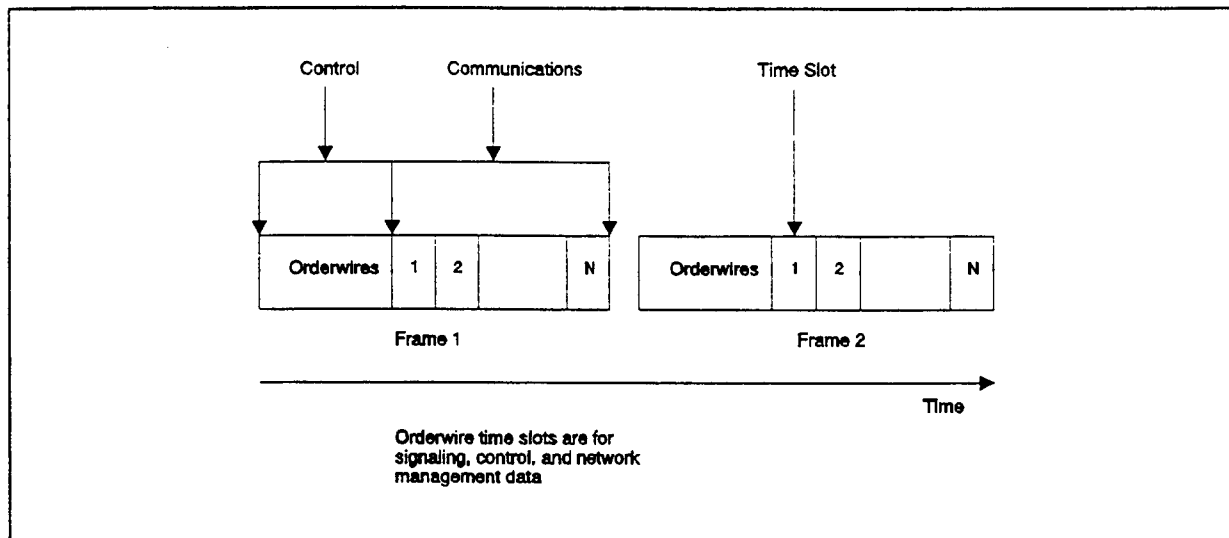 Control Communications Time Slot
Orderwires 1 2 N Orderwires 1 2 N
Frame 1 Frame 2
Time
Orderwire time slots are for
signaling, control, and network
management data